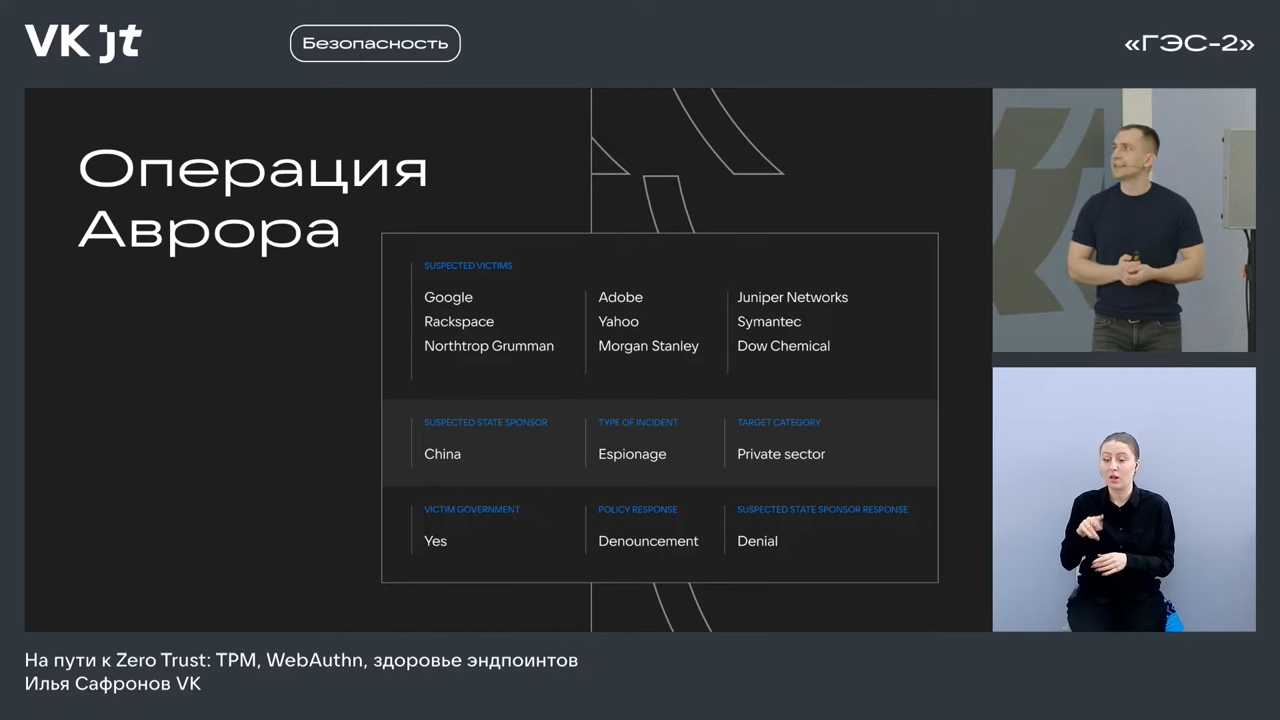 VK jt
Безопасность
«ГЭС-2»
Операция
Аврора
SUSPECTED VICTIMS
Google
Rackspace
Northtrop Grumman
Adobe
Yahoo
Morgan Stanley
Juniper Networks
Symantec
Dow Chemical
SUSPECTED STATE SPONSOR
China
TYPE OF INCIDENT
Espionage
TARGET CATEGORY
Private sector
VICTIM GOVERNMENT
Yes
POLICY RESPONSE
Denouncement
SUSPECTED STATE SPONSOR RESPONSE
Denial
На пути к Zero Trust: TPM, WebAuthn, здоровье эндпоинтов
Илья Сафронов VK